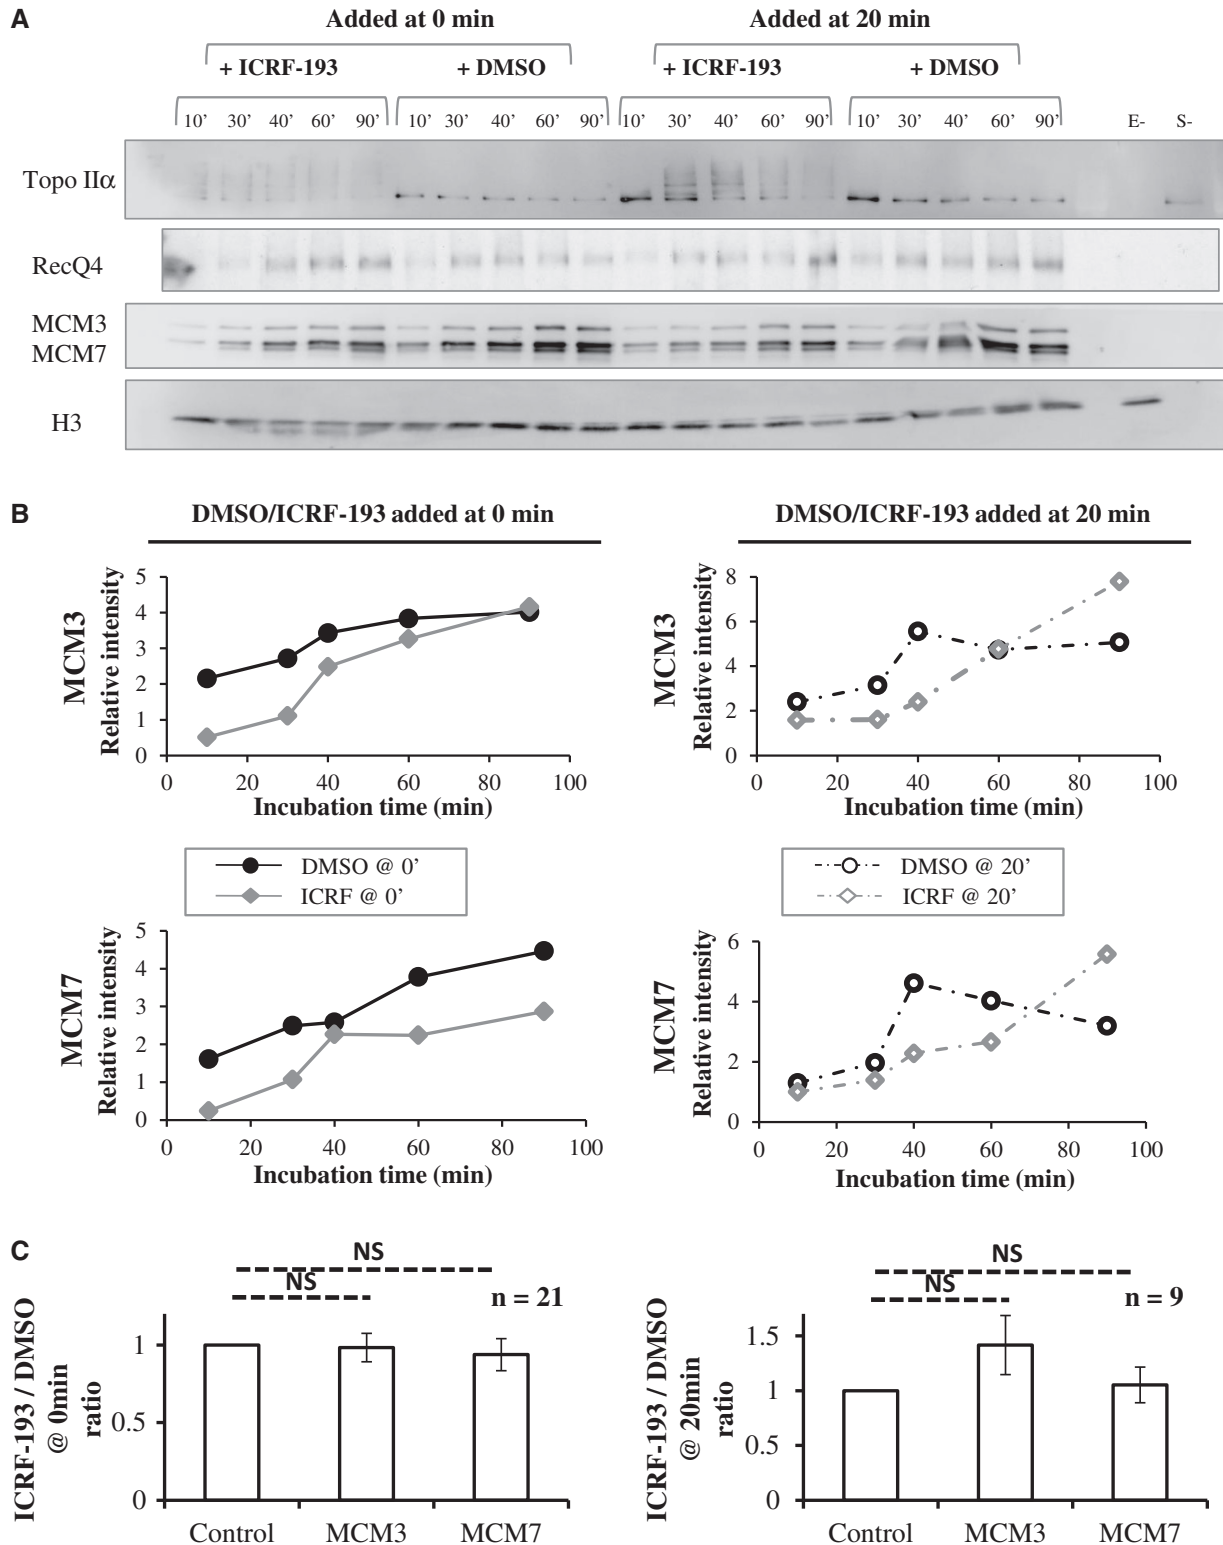 A
Added at 0 min Added at 20 min
+ ICRF-193 + DMSO + ICRF-193 + DMSO
10’ 30’ 40’ 60’ 90’ 10’ 30’ 40’ 60’ 90’ 10’ 30’ 40’ 60’ 90’ 10’ 30’ 40’ 60’ 90’ E- S-
Topo IIα
RecQ4
MCM3
MCM7
H3
B
DMSO/ICRF-193 added at 0 min
MCM3
Relative intensity
5
4
3
2
1
0
0 20 40 60 80 100
Incubation time (min)
DMSO @ 0’
ICRF @ 0’
MCM7
Relative intensity
5
4
3
2
1
0
0 20 40 60 80 100
Incubation time (min)
DMSO/ICRF-193 added at 20 min
MCM3
Relative intensity
8
6
4
2
0
0 20 40 60 80 100
Incubation time (min)
DMSO @ 20’
ICRF @ 20’
MCM7
Relative intensity
6
4
2
0
0 20 40 60 80 100
Incubation time (min)
C
NS
NS
n = 21
ICRF-193 / DMSO
@ 0min
ratio
1
0.5
0
Control MCM3 MCM7
NS
NS
n = 9
ICRF-193 / DMSO
@ 20min
ratio
1.5
1
0.5
0
Control MCM3 MCM7